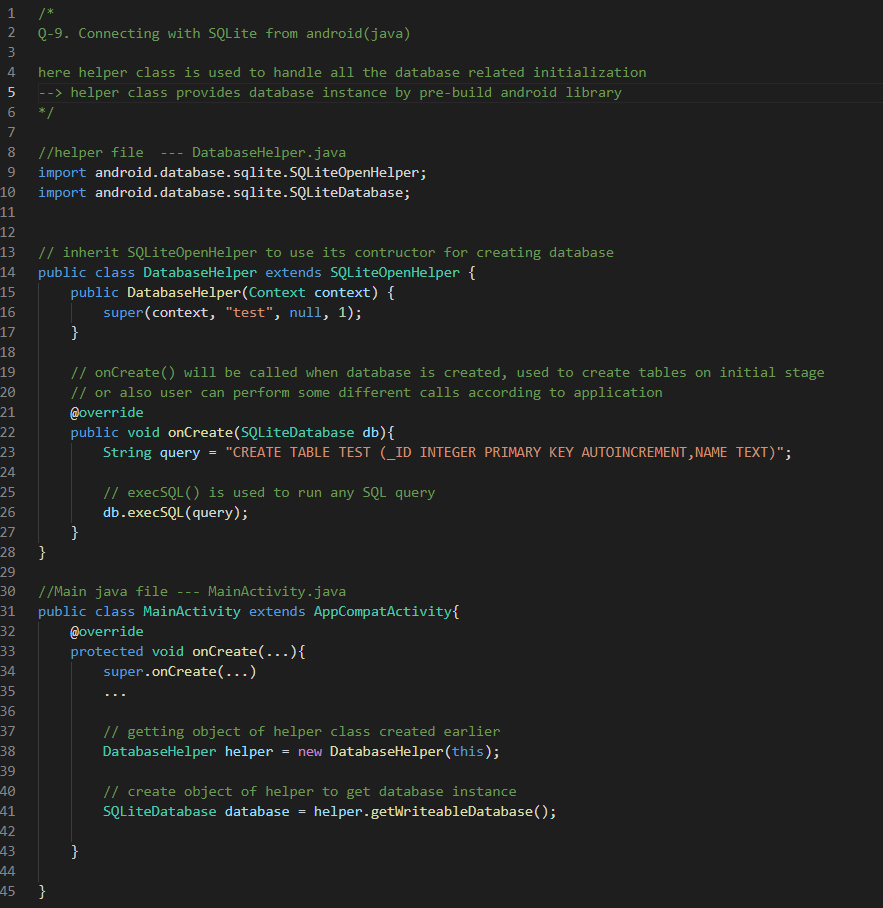 1 /*
2 Q-9. Connecting with SQLite from android(java)
3
4 here helper class is used to handle all the database related initialization
5 --> helper class provides database instance by pre-build android library
6 */
7
8 //helper file  --- DatabaseHelper.java
9 import android.database.sqlite.SQLiteOpenHelper;
10 import android.database.sqlite.SQLiteDatabase;
11
12
13 // inherit SQLiteOpenHelper to use its contructor for creating database
14 public class DatabaseHelper extends SQLiteOpenHelper {
15     public DatabaseHelper(Context context) {
16         super(context, "test", null, 1);
17     }
18
19     // onCreate() will be called when database is created, used to create tables on initial stage
20     // or also user can perform some different calls according to application
21     @override
22     public void onCreate(SQLiteDatabase db){
23         String query = "CREATE TABLE TEST (_ID INTEGER PRIMARY KEY AUTOINCREMENT,NAME TEXT)";
24
25         // execSQL() is used to run any SQL query
26         db.execSQL(query);
27     }
28 }
29
30 //Main java file --- MainActivity.java
31 public class MainActivity extends AppCompatActivity{
32     @override
33     protected void onCreate(...){
34         super.onCreate(...)
35         ...
36
37         // getting object of helper class created earlier
38         DatabaseHelper helper = new DatabaseHelper(this);
39
40         // create object of helper to get database instance
41         SQLiteDatabase database = helper.getWriteableDatabase();
42
43     }
44
45 }